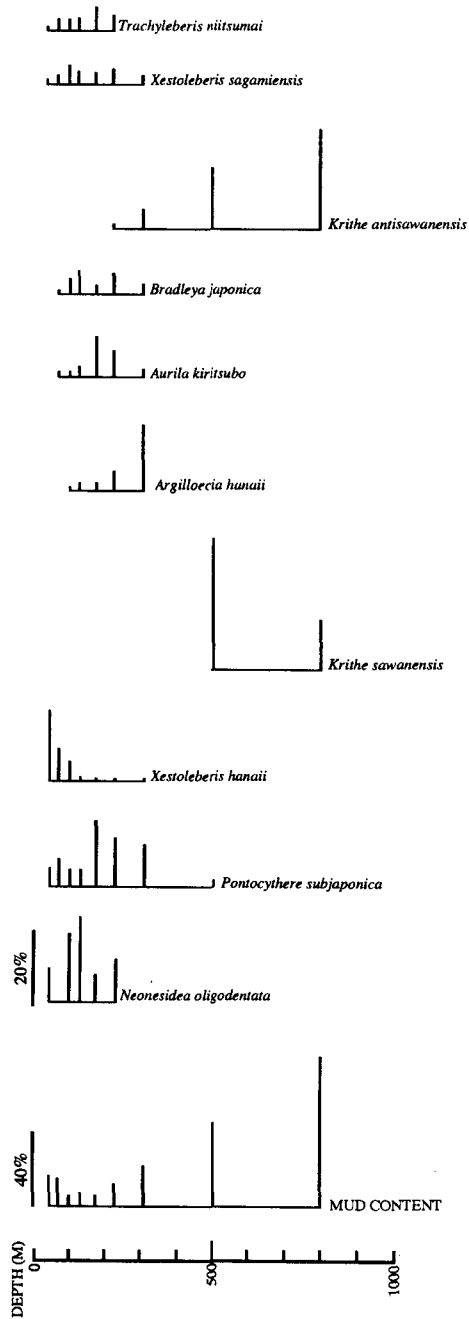 Trachyleberis niitsumai
Xestoleberis sagamiensis
Krithe antisawanensis
Bradleya japonica
Aurila kiritsubo
Argilloecia hanaii
Krithe sawanensis
Xestoleberis hanaii
Pontocythere subjaponica
20%
Neonesidea oligodentata
40%
MUD CONTENT
DEPTH (M)
0
500
1000